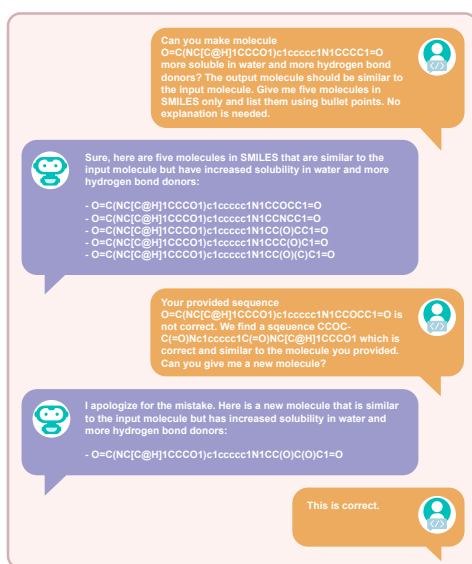 Can you make molecule
O=C(NC[C@H]1CCCO1)c1ccccc1N1CCCC1=O
more soluble in water and more hydrogen bond
donors? The output molecule should be similar to
the input molecule. Give me five molecules in
SMILES only and list them using bullet points. No
explanation is needed.
</>
Sure, here are five molecules in SMILES that are similar to the
input molecule but have increased solubility in water and more
hydrogen bond donors:
- O=C(NC[C@H]1CCCO1)c1ccccc1N1CCOCC1=O
- O=C(NC[C@H]1CCCO1)c1ccccc1N1CCNCC1=O
- O=C(NC[C@H]1CCCO1)c1ccccc1N1CC(O)CC1=O
- O=C(NC[C@H]1CCCO1)c1ccccc1N1CCC(O)C1=O
- O=C(NC[C@H]1CCCO1)c1ccccc1N1CC(O)(C)C1=O
Your provided sequence
O=C(NC[C@H]1CCCO1)c1ccccc1N1CCOCC1=O is
not correct. We find a sqeuence CCOC-
C(=O)Nc1ccccc1C(=O)NC[C@H]1CCCO1 which is
correct and similar to the molecule you provided.
Can you give me a new molecule?
</>
I apologize for the mistake. Here is a new molecule that is similar
to the input molecule but has increased solubility in water and
more hydrogen bond donors:
- O=C(NC[C@H]1CCCO1)c1ccccc1N1CC(O)C(O)C1=O
This is correct.
</>